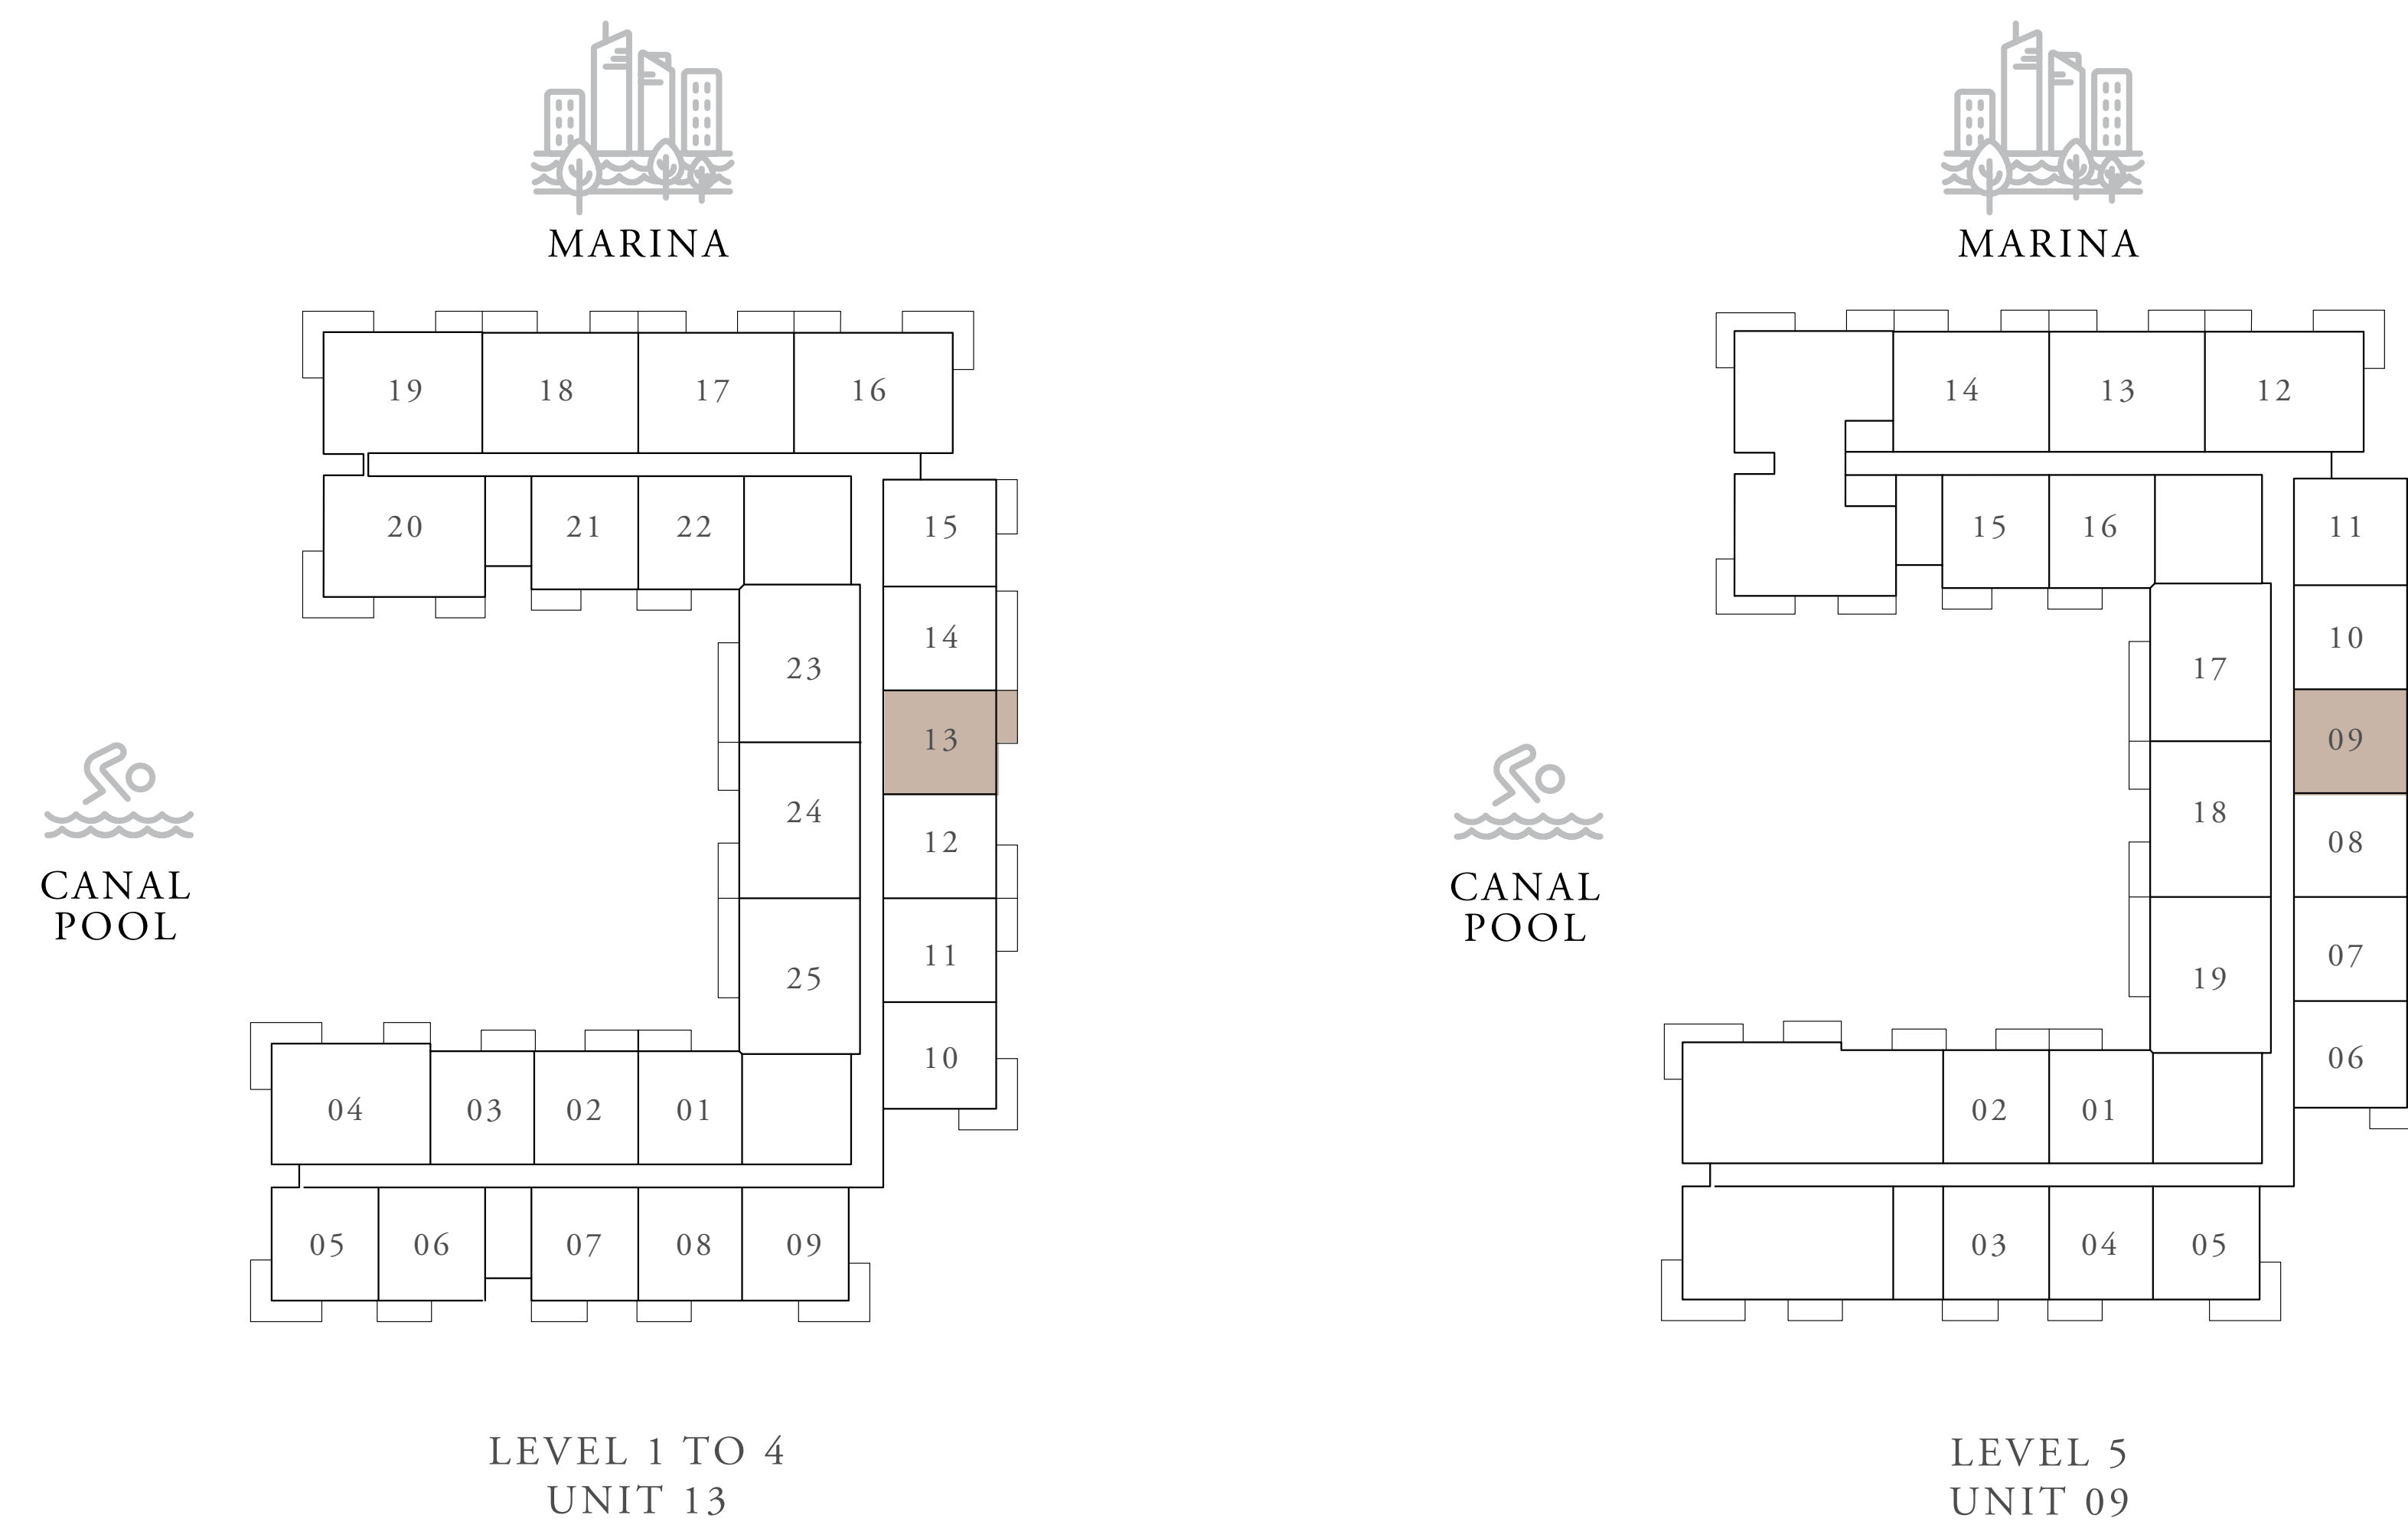 MARINA
19 18 17 16
20 21 22 15
14
23
13
24 12
CANAL
POOL
25 11
10
04 03 02 01
05 06 07 08 09
LEVEL 1 TO 4
UNIT 13
MARINA
14 13 12
15 16 11
10
17
09
18 08
CANAL
POOL
19 07
06
02 01
03 04 05
LEVEL 5
UNIT 09